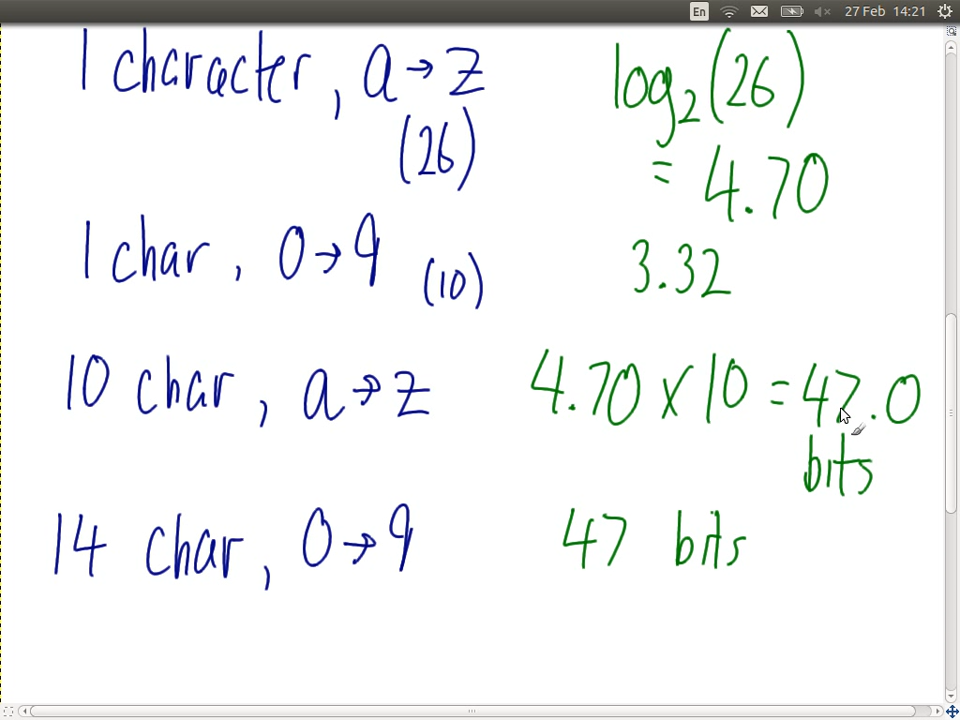 En 27 Feb 14:21
1 character, a→z log₂(26)
(26) = 4.70
1 char, 0→9 (10) 3.32
10 char, a→z 4.70 x 10 = 47.0
bits
14 char, 0→9 47 bits